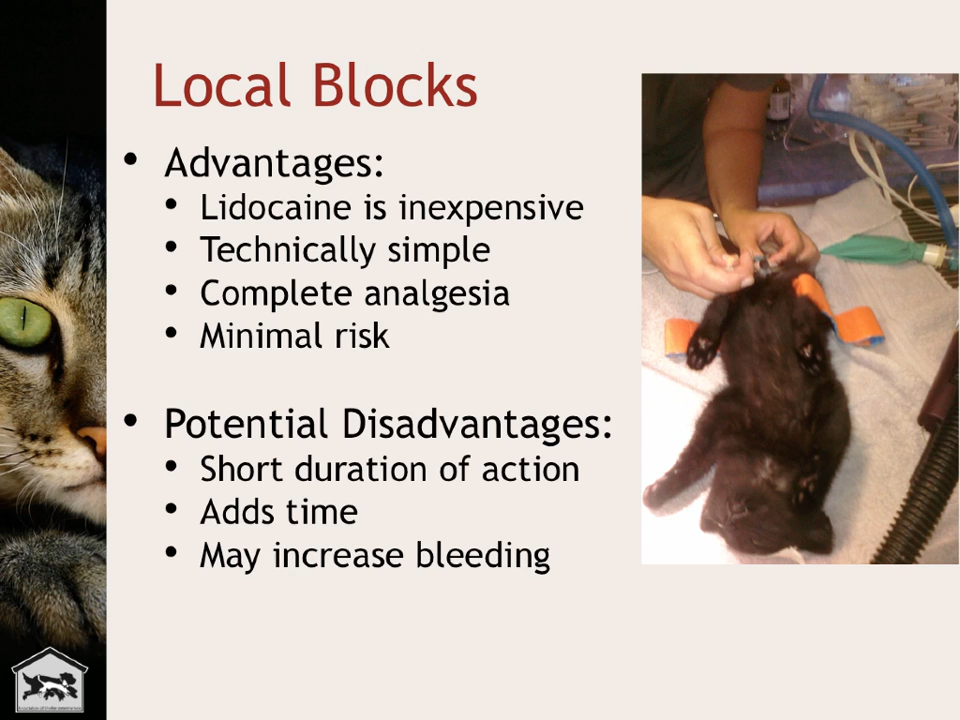 Local Blocks
• Advantages:
• Lidocaine is inexpensive
• Technically simple
• Complete analgesia
• Minimal risk
• Potential Disadvantages:
• Short duration of action
• Adds time
• May increase bleeding